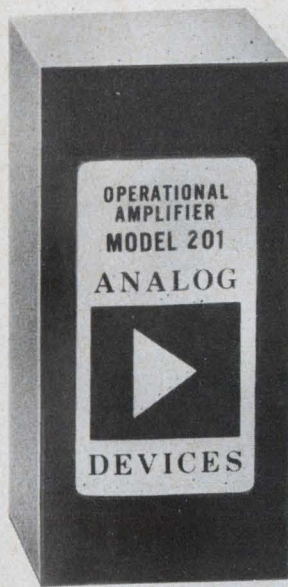 OPERATIONAL
AMPLIFIER
MODEL 201
ANALOG
DEVICES